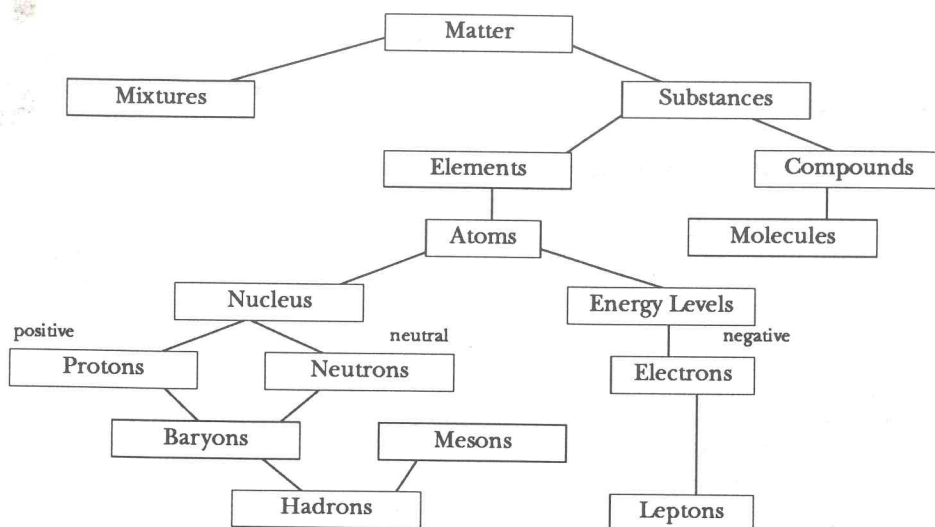 Matter
Mixtures
Substances
Elements
Compounds
Atoms
Molecules
Nucleus
Energy Levels
positive
neutral
negative
Protons
Neutrons
Electrons
Baryons
Mesons
Hadrons
Leptons